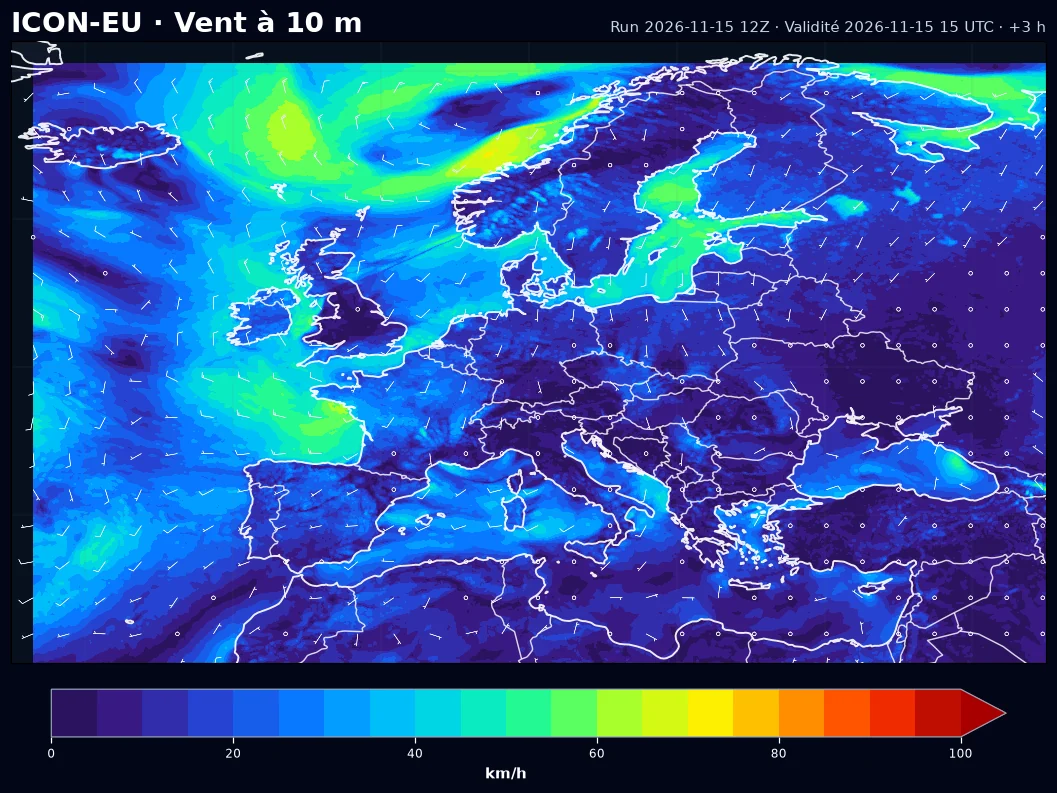 ICON-EU · Vent à 10 m
Run 2026-11-15 12Z · Validité 2026-11-15 15 UTC · +3 h
0 20 40 60 80 100
km/h